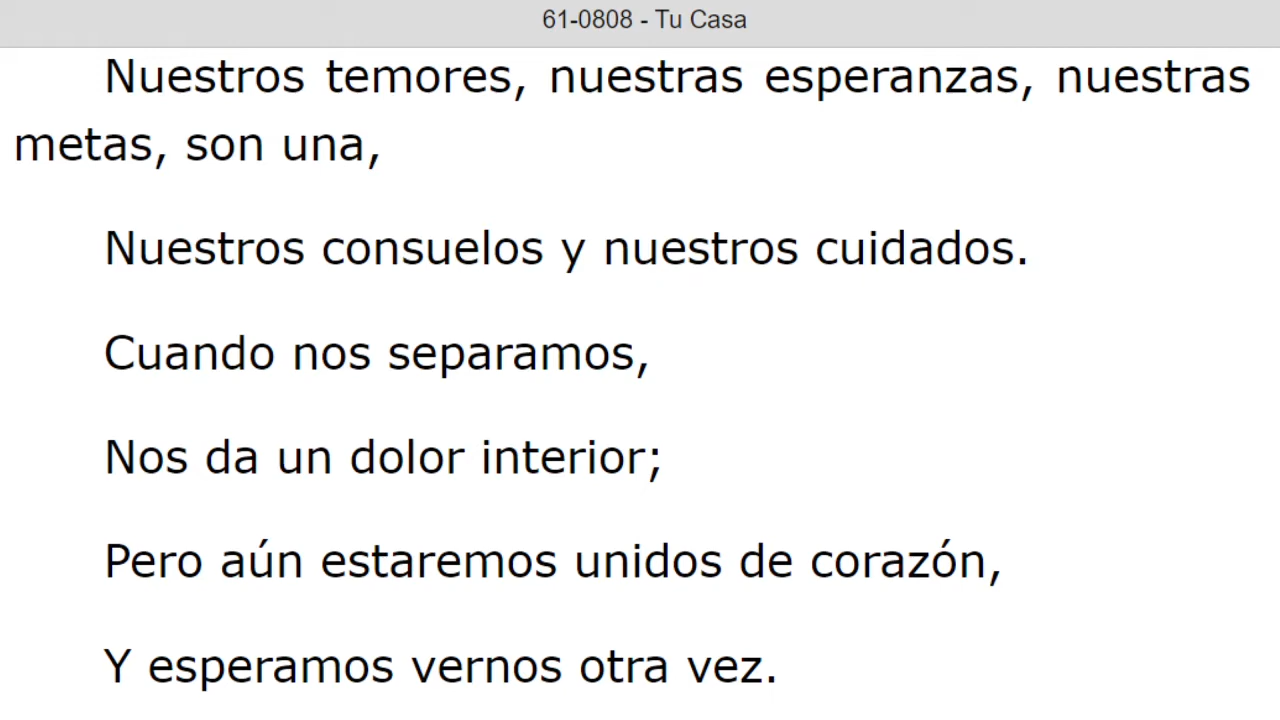 61-0808 - Tu Casa
Nuestros temores, nuestras esperanzas, nuestras
metas, son una,
Nuestros consuelos y nuestros cuidados.
Cuando nos separamos,
Nos da un dolor interior;
Pero aún estaremos unidos de corazón,
Y esperamos vernos otra vez.